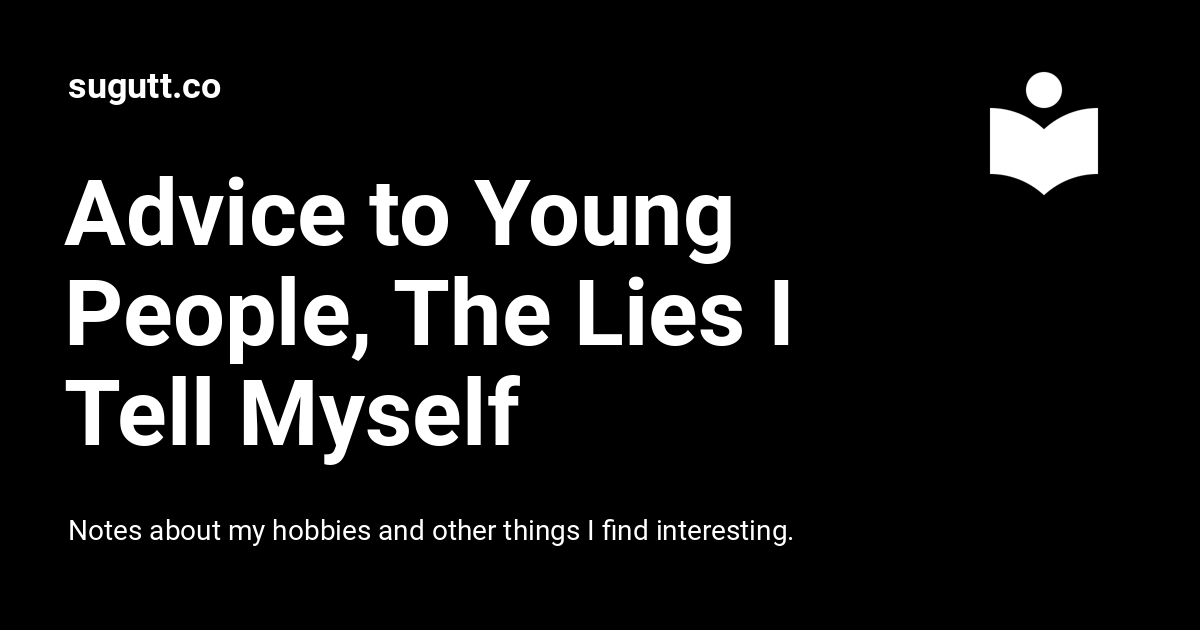 sugutt.co
Advice to Young
People, The Lies I
Tell Myself
Notes about my hobbies and other things I find interesting.